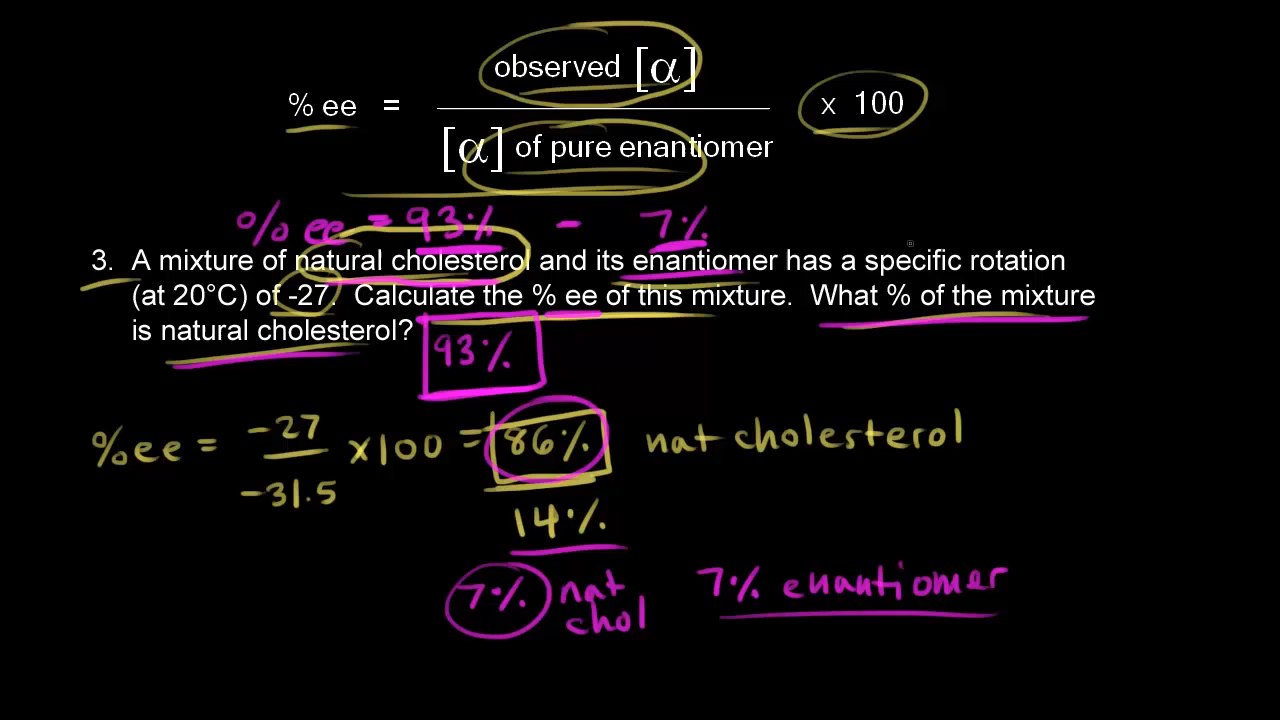 observed [α]
% ee = x 100
[α] of pure enantiomer
% ee = 93% - 7%
3. A mixture of natural cholesterol and its enantiomer has a specific rotation
(at 20°C) of -27. Calculate the % ee of this mixture. What % of the mixture
is natural cholesterol?
93%
% ee = -27 / -31.5 x 100 = 86% nat cholesterol
14%
7% nat chol 7% enantiomer